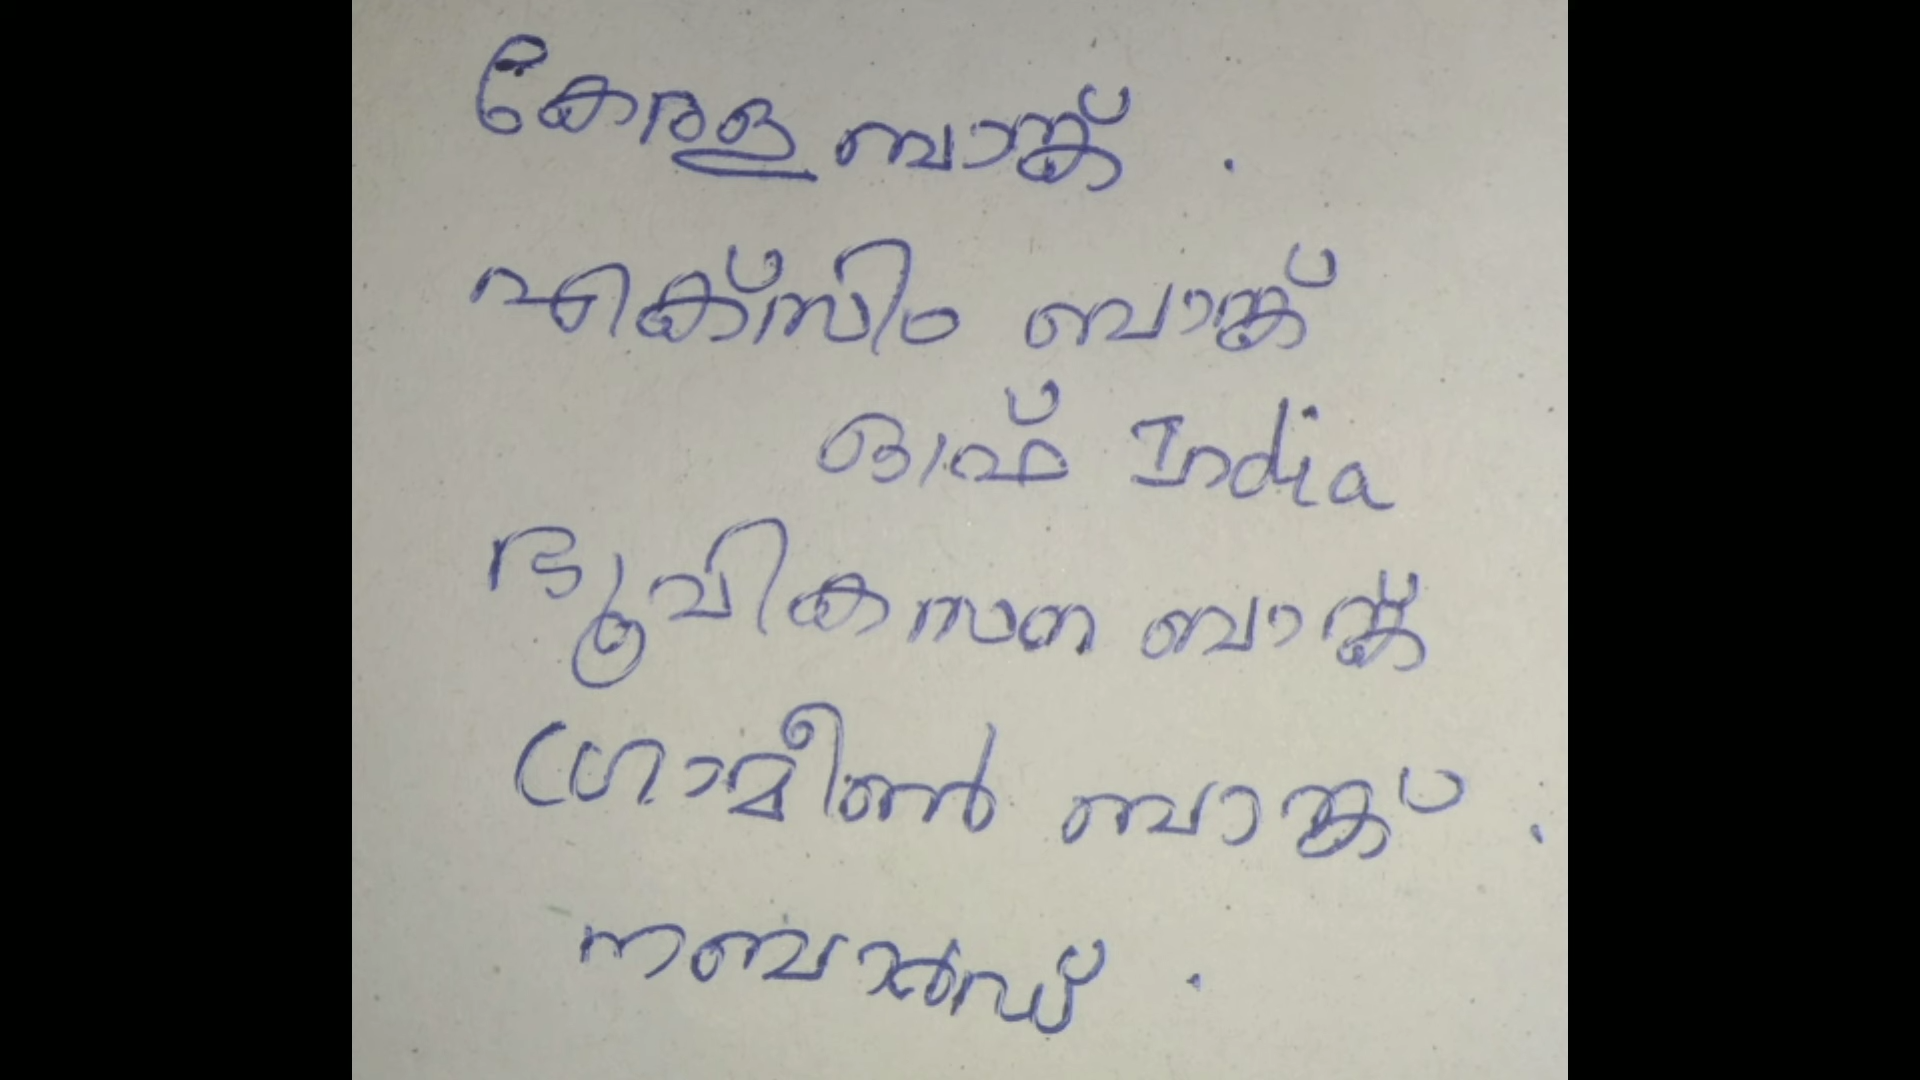 കേരള ബാങ്ക് .
എക്സിം ബാങ്ക്
ഓഫ് India
ഭൂവികസന ബാങ്ക്
ഗ്രാമീൺ ബാങ്ക് .
നബാർഡ് .